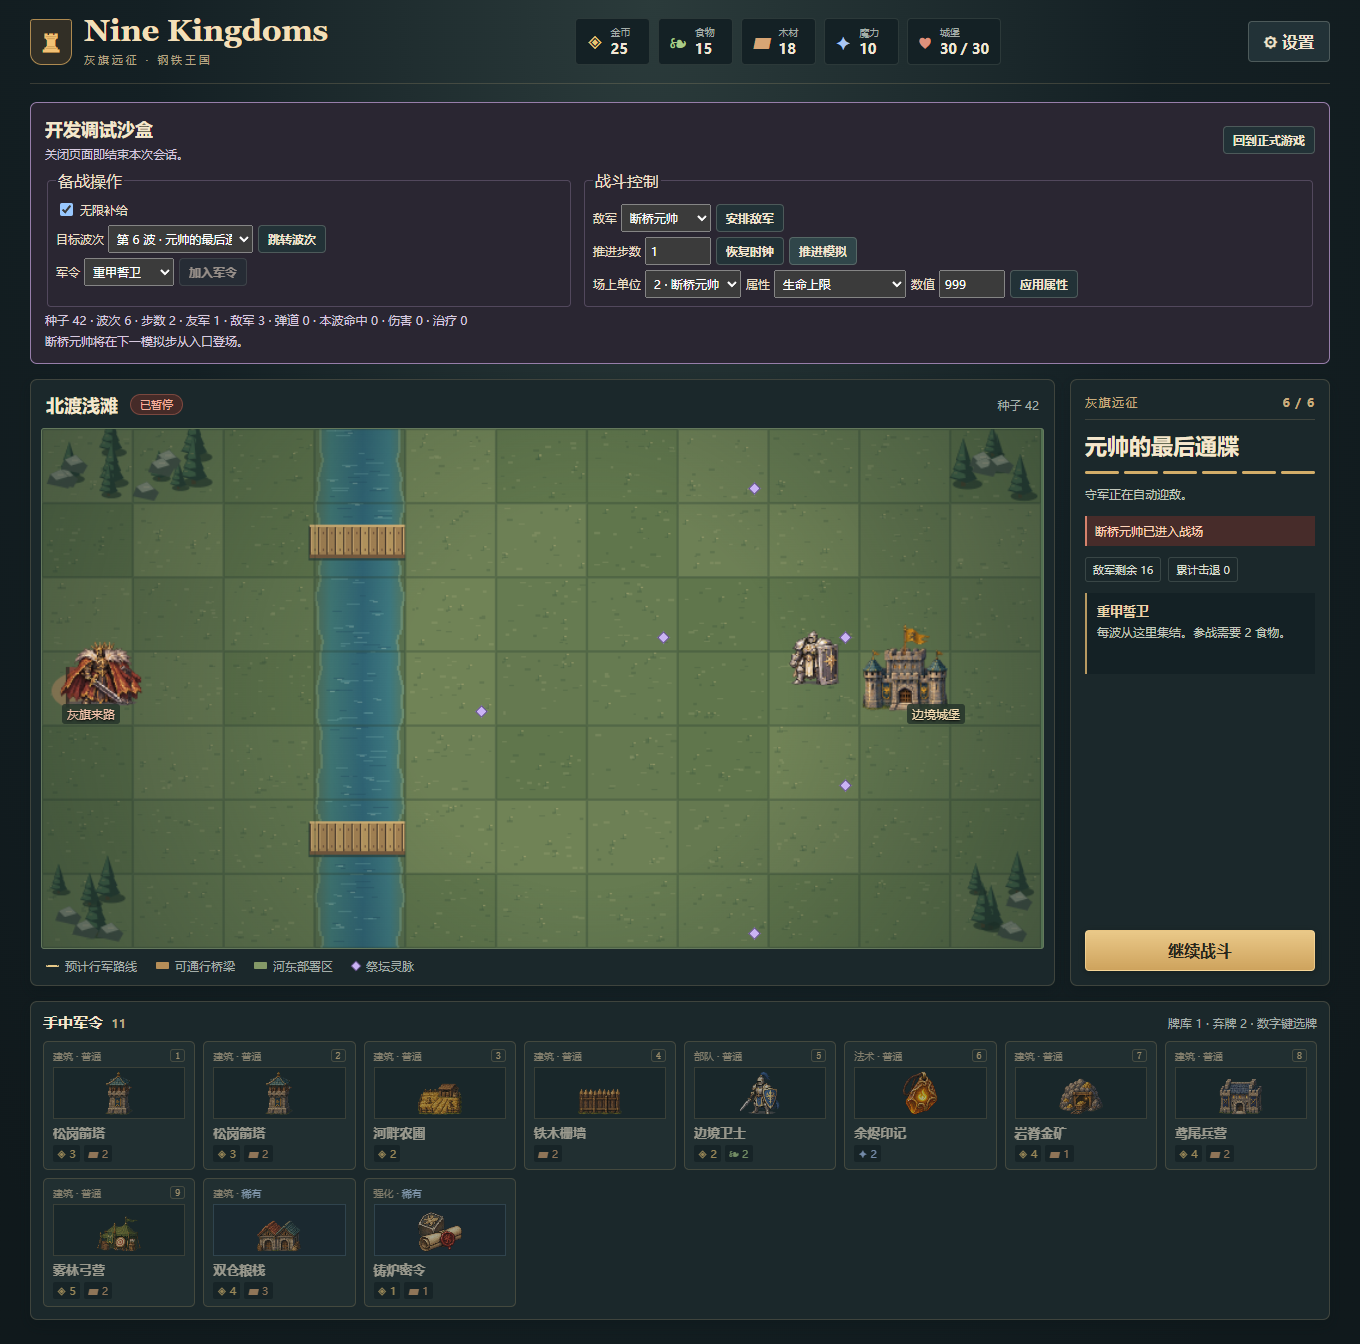 Nine Kingdoms
灰旗远征 · 钢铁王国
金币
25
食物
15
木材
18
魔力
10
城堡
30 / 30
设置
开发调试沙盒
关闭页面即结束本次会话。
回到正式游戏
备战操作
无限补给
目标波次 第 6 波 · 元帅的最后通 跳转波次
军令 重甲誓卫 加入军令
战斗控制
敌军 断桥元帅 安排敌军
推进步数 1 恢复时钟 推进模拟
场上单位 2 · 断桥元帅 属性 生命上限 数值 999 应用属性
种子 42 · 波次 6 · 步数 2 · 友军 1 · 敌军 3 · 弹道 0 · 本波命中 0 · 伤害 0 · 治疗 0
断桥元帅将在下一模拟步从入口登场。
北渡浅滩 已暂停
种子 42
灰旗来路
边境城堡
预计行军路线 可通行桥梁 河东部署区 祭坛灵脉
灰旗远征 6 / 6
元帅的最后通牒
守军正在自动迎敌。
断桥元帅已进入战场
敌军剩余 16 累计击退 0
重甲誓卫
每波从这里集结。参战需要 2 食物。
继续战斗
手中军令 11
牌库 1 · 弃牌 2 · 数字键选牌
建筑 · 普通 1
松岗箭塔
3 2
建筑 · 普通 2
松岗箭塔
3 2
建筑 · 普通 3
河畔农圃
2
建筑 · 普通 4
铁木栅墙
2
部队 · 普通 5
边境卫士
2 2
法术 · 普通 6
余烬印记
2
建筑 · 普通 7
岩脊金矿
4 1
建筑 · 普通 8
鸢尾兵营
4 2
建筑 · 普通 9
雾林弓营
5 2
建筑 · 稀有
双仓粮栈
4 3
强化 · 稀有
铸炉密令
1 1